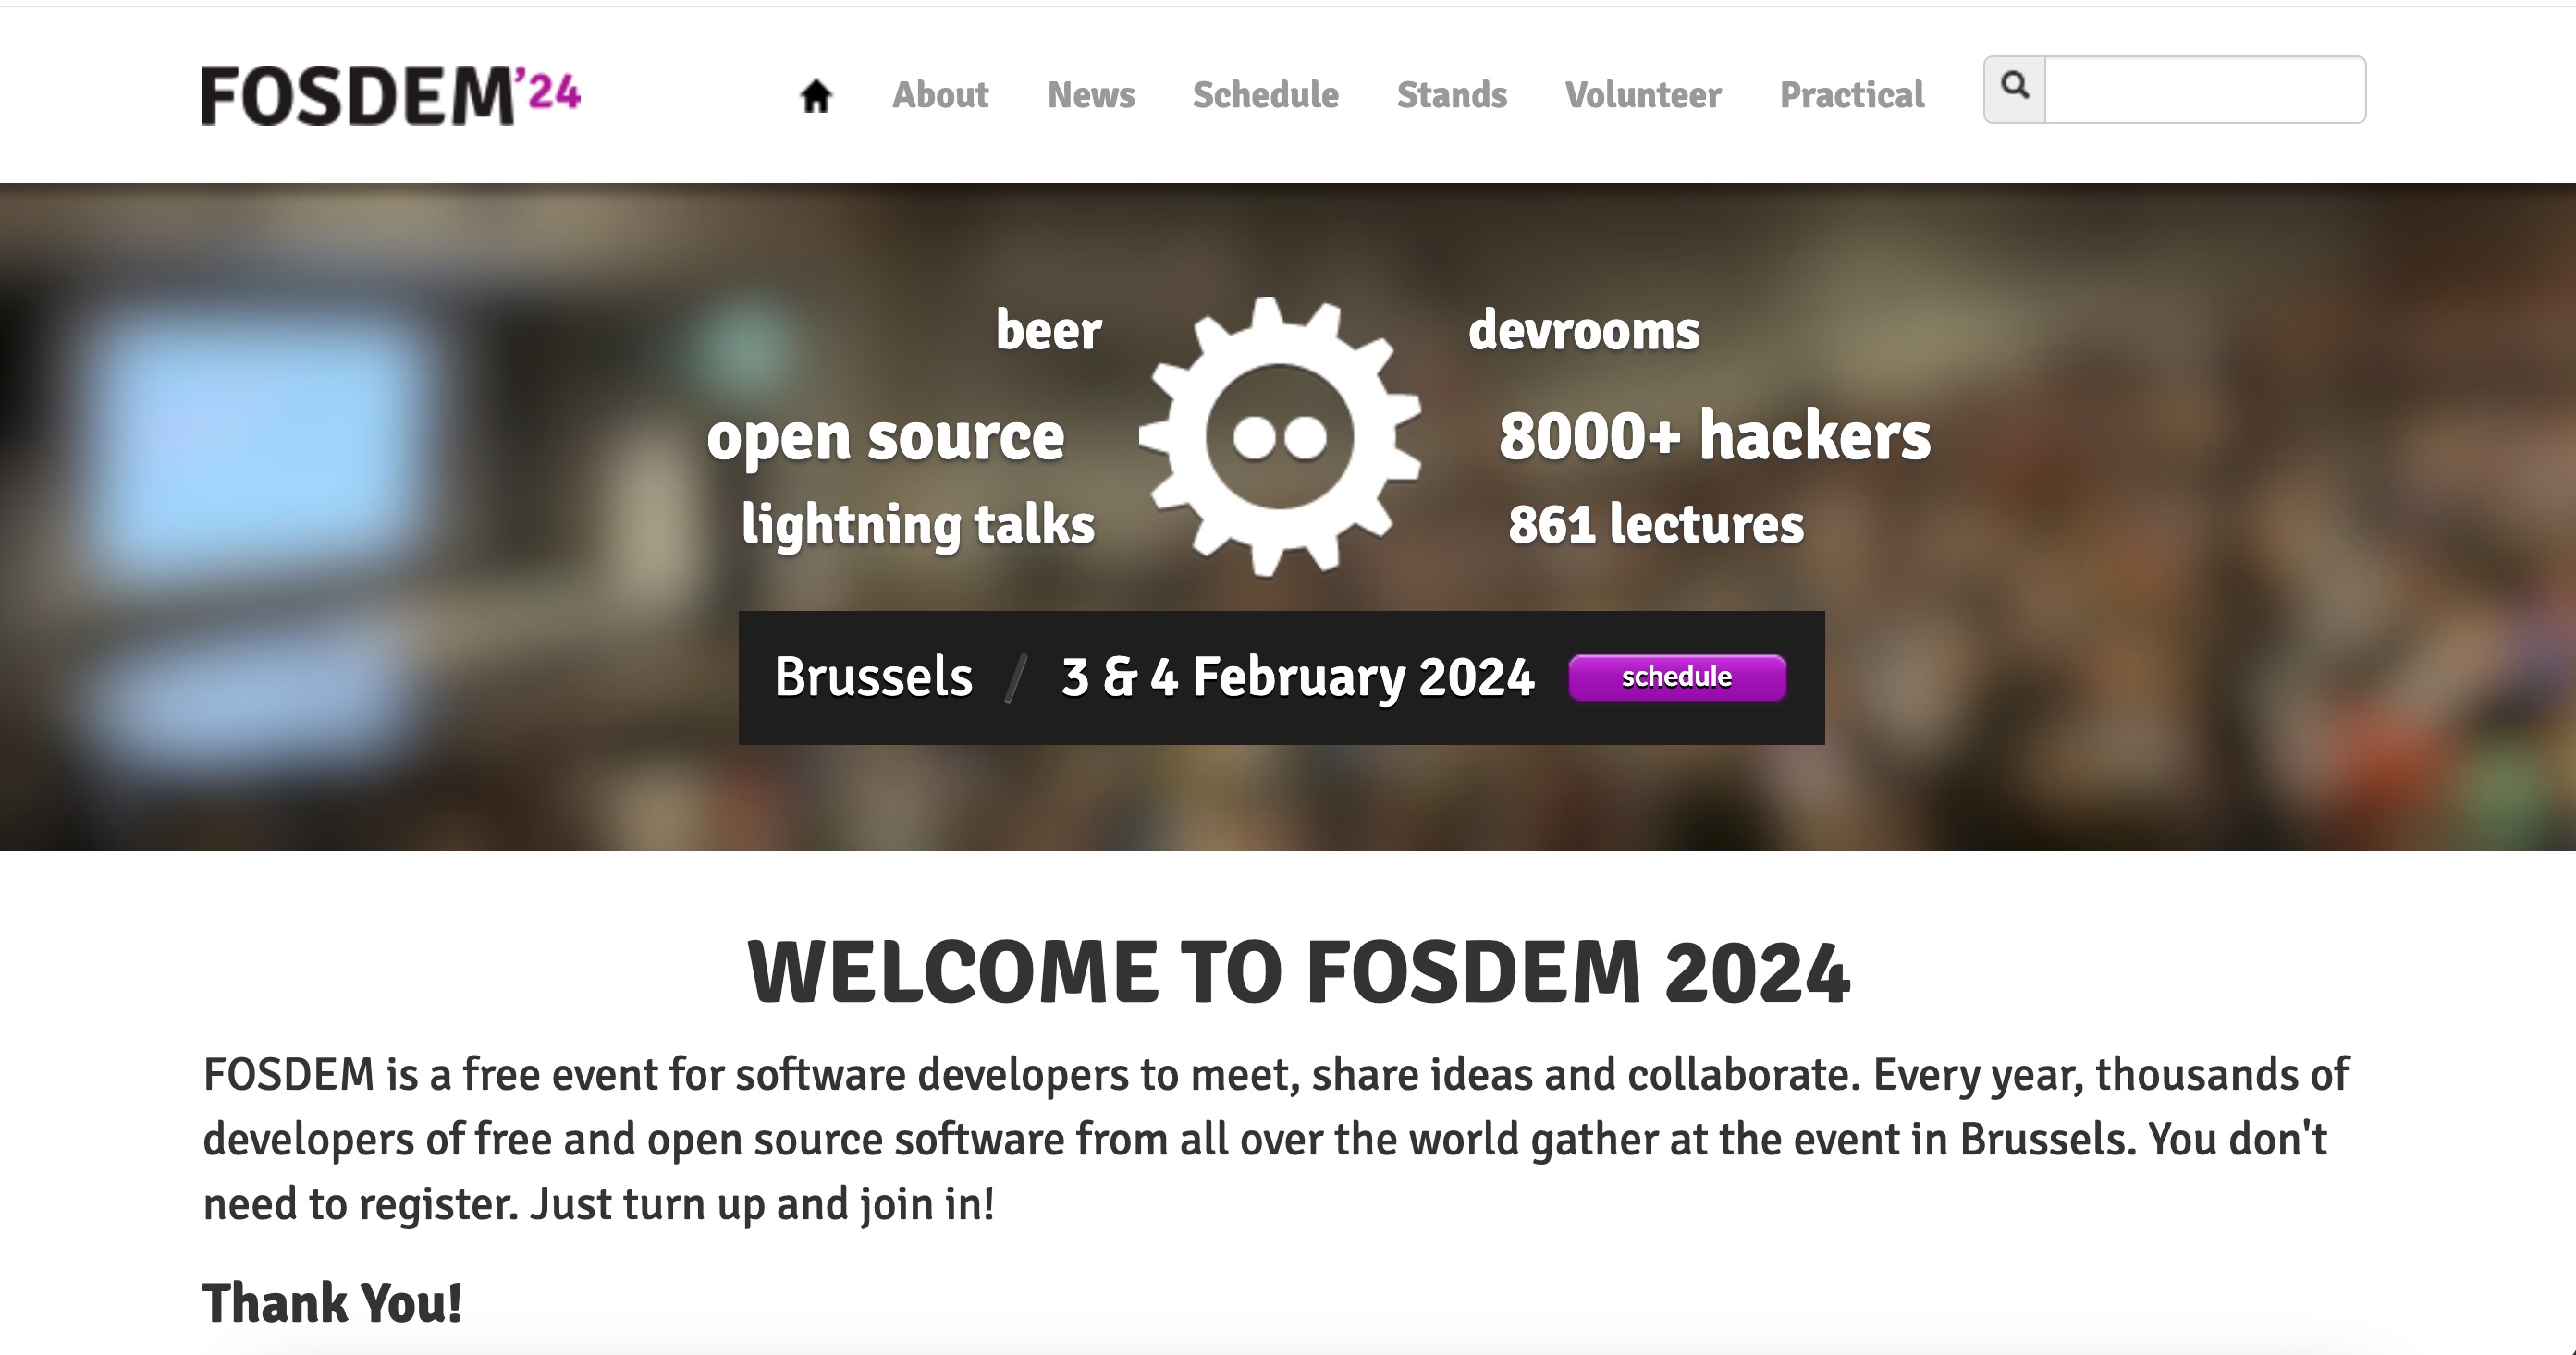 FOSDEM'24
About News Schedule Stands Volunteer Practical
beer devrooms
open source 8000+ hackers
lightning talks 861 lectures
Brussels / 3 & 4 February 2024 schedule
WELCOME TO FOSDEM 2024
FOSDEM is a free event for software developers to meet, share ideas and collaborate. Every year, thousands of
developers of free and open source software from all over the world gather at the event in Brussels. You don't
need to register. Just turn up and join in!
Thank You!